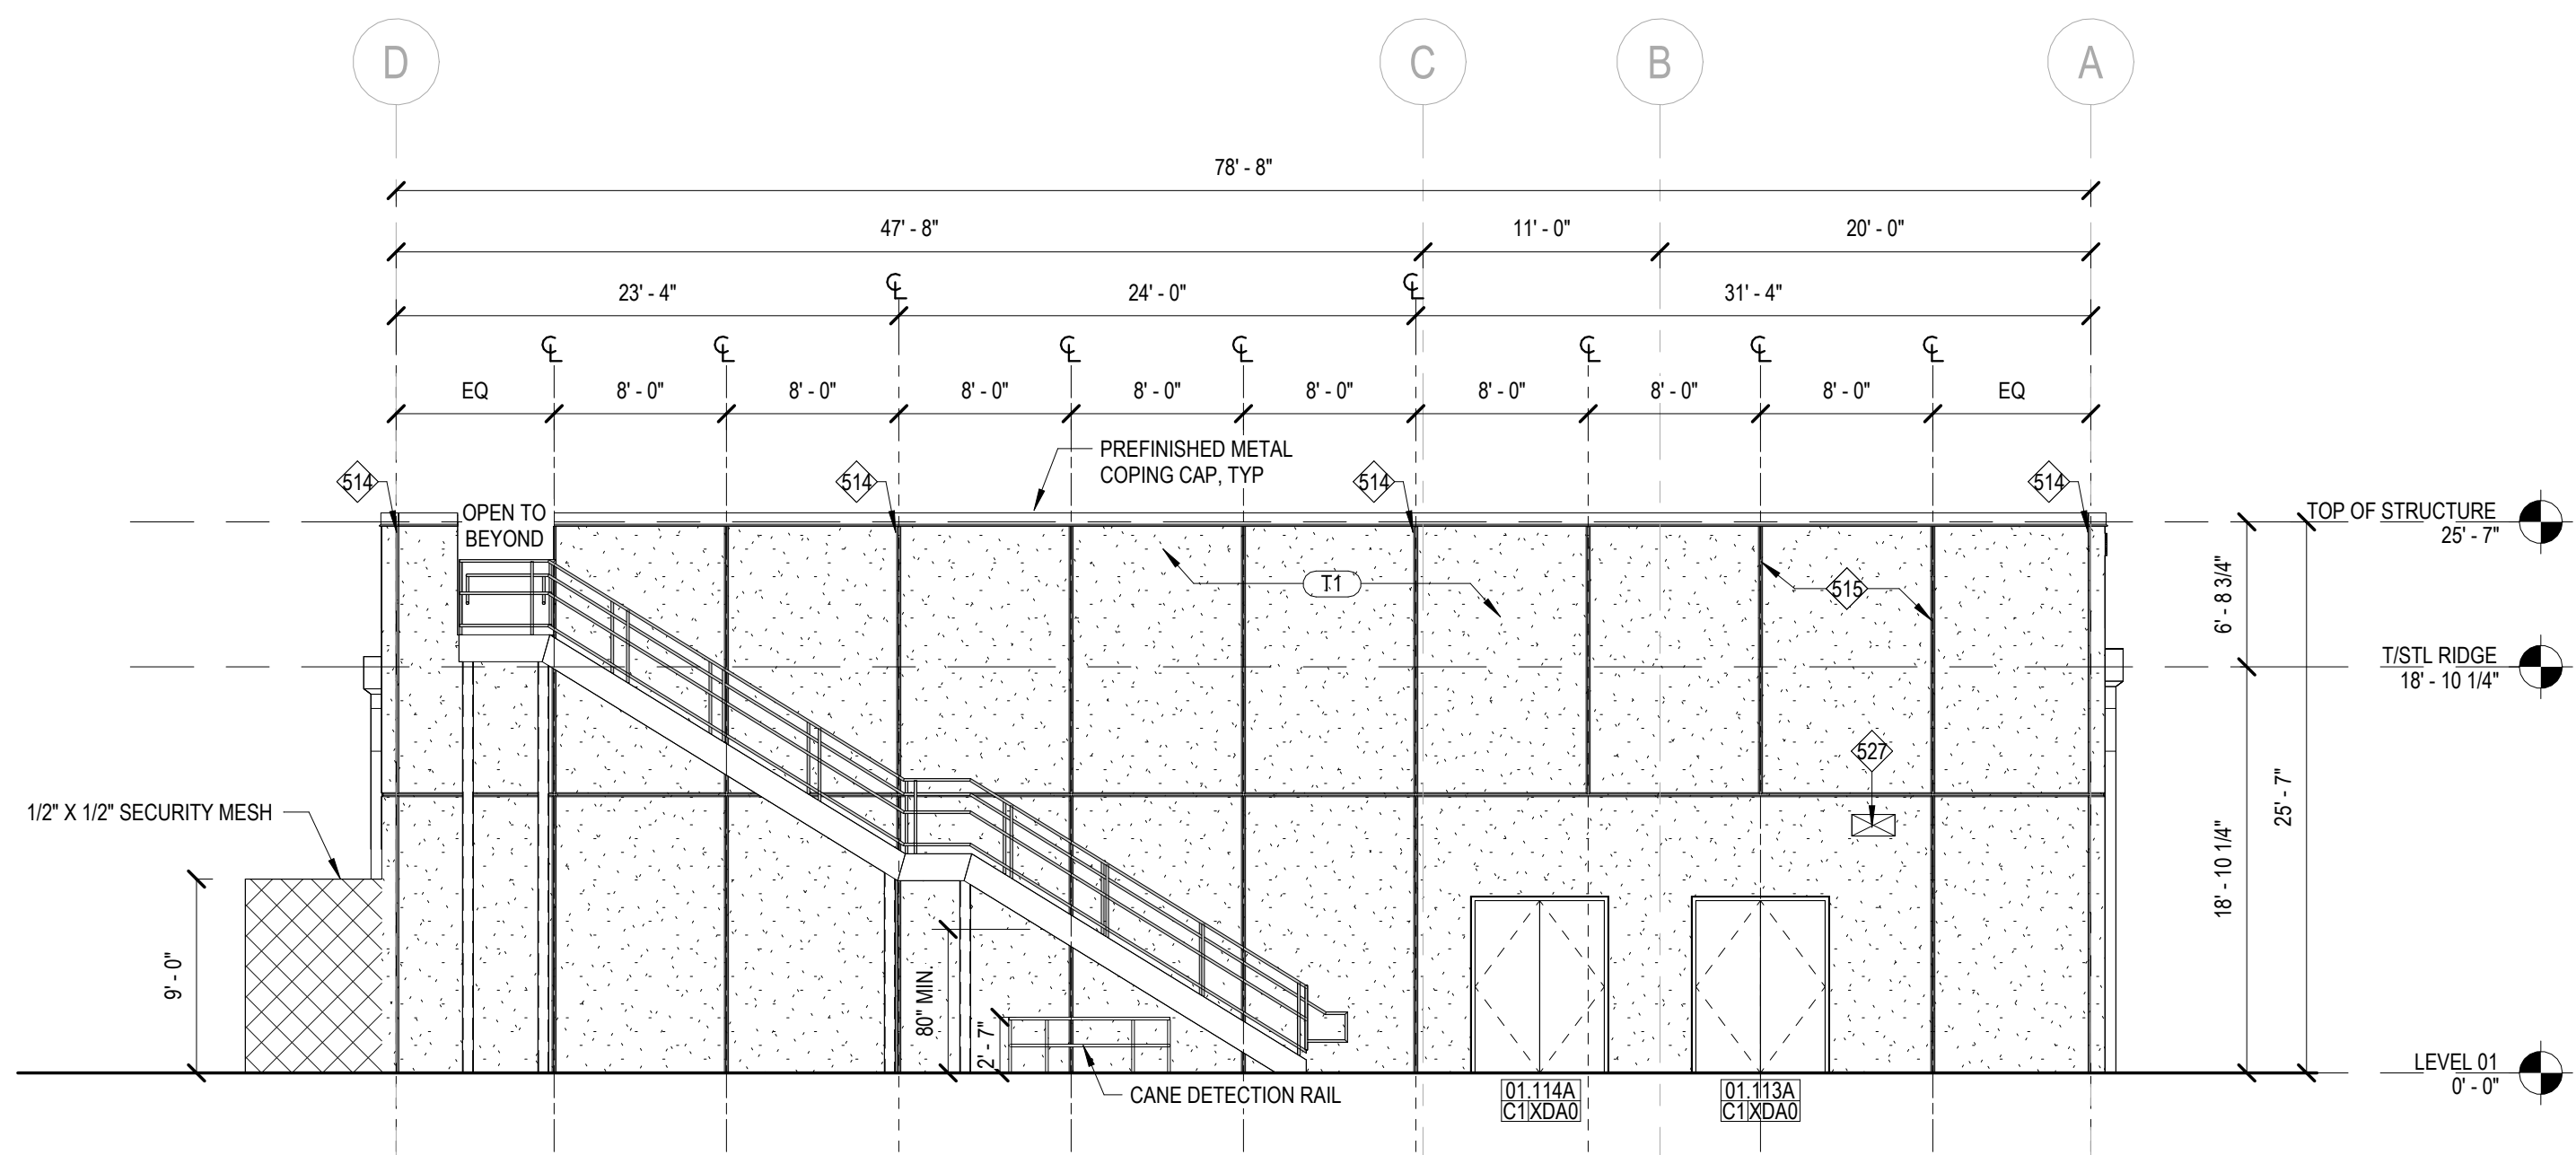 D
C
B
A
78' - 8"
47' - 8"
11' - 0"
20' - 0"
23' - 4"
℄
24' - 0"
℄
31' - 4"
℄
℄
℄
℄
℄
℄
℄
EQ
8' - 0"
8' - 0"
8' - 0"
8' - 0"
8' - 0"
8' - 0"
8' - 0"
8' - 0"
EQ
PREFINISHED METAL
COPING CAP, TYP
514
514
514
514
OPEN TO
BEYOND
TOP OF STRUCTURE
25' - 7"
T1
515
6' - 8 3/4"
T/STL RIDGE
18' - 10 1/4"
527
1/2" X 1/2" SECURITY MESH
25' - 7"
18' - 10 1/4"
9' - 0"
80" MIN.
2' - 7"
CANE DETECTION RAIL
01.114A
C1 XDA0
01.113A
C1 XDA0
LEVEL 01
0' - 0"